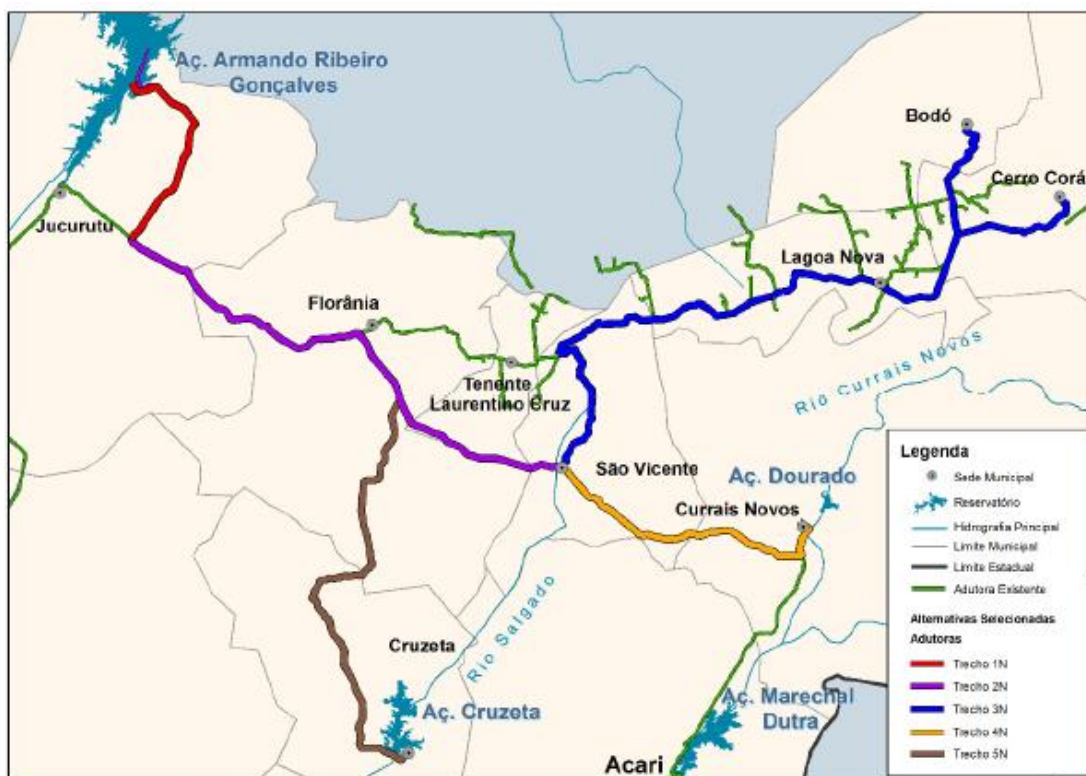 Aç. Armando Ribeiro
Gonçalves
Bodó
Cerro Corá
Jucurutu
Lagoa Nova
Florânia
Tenente
Laurentino Cruz
Rio Currais Novos
São Vicente
Aç. Dourado
Currais Novos
Cruzeta
Rio Salgado
Aç. Cruzeta
Aç. Marechal
Dutra
Acari
Legenda
Sede Municipal
Reservatório
Hidrografia Principal
Limite Municipal
Limite Estadual
Adutora Existente
Alternativas Selecionadas
Adutoras
Trecho 1N
Trecho 2N
Trecho 3N
Trecho 4N
Trecho 5N